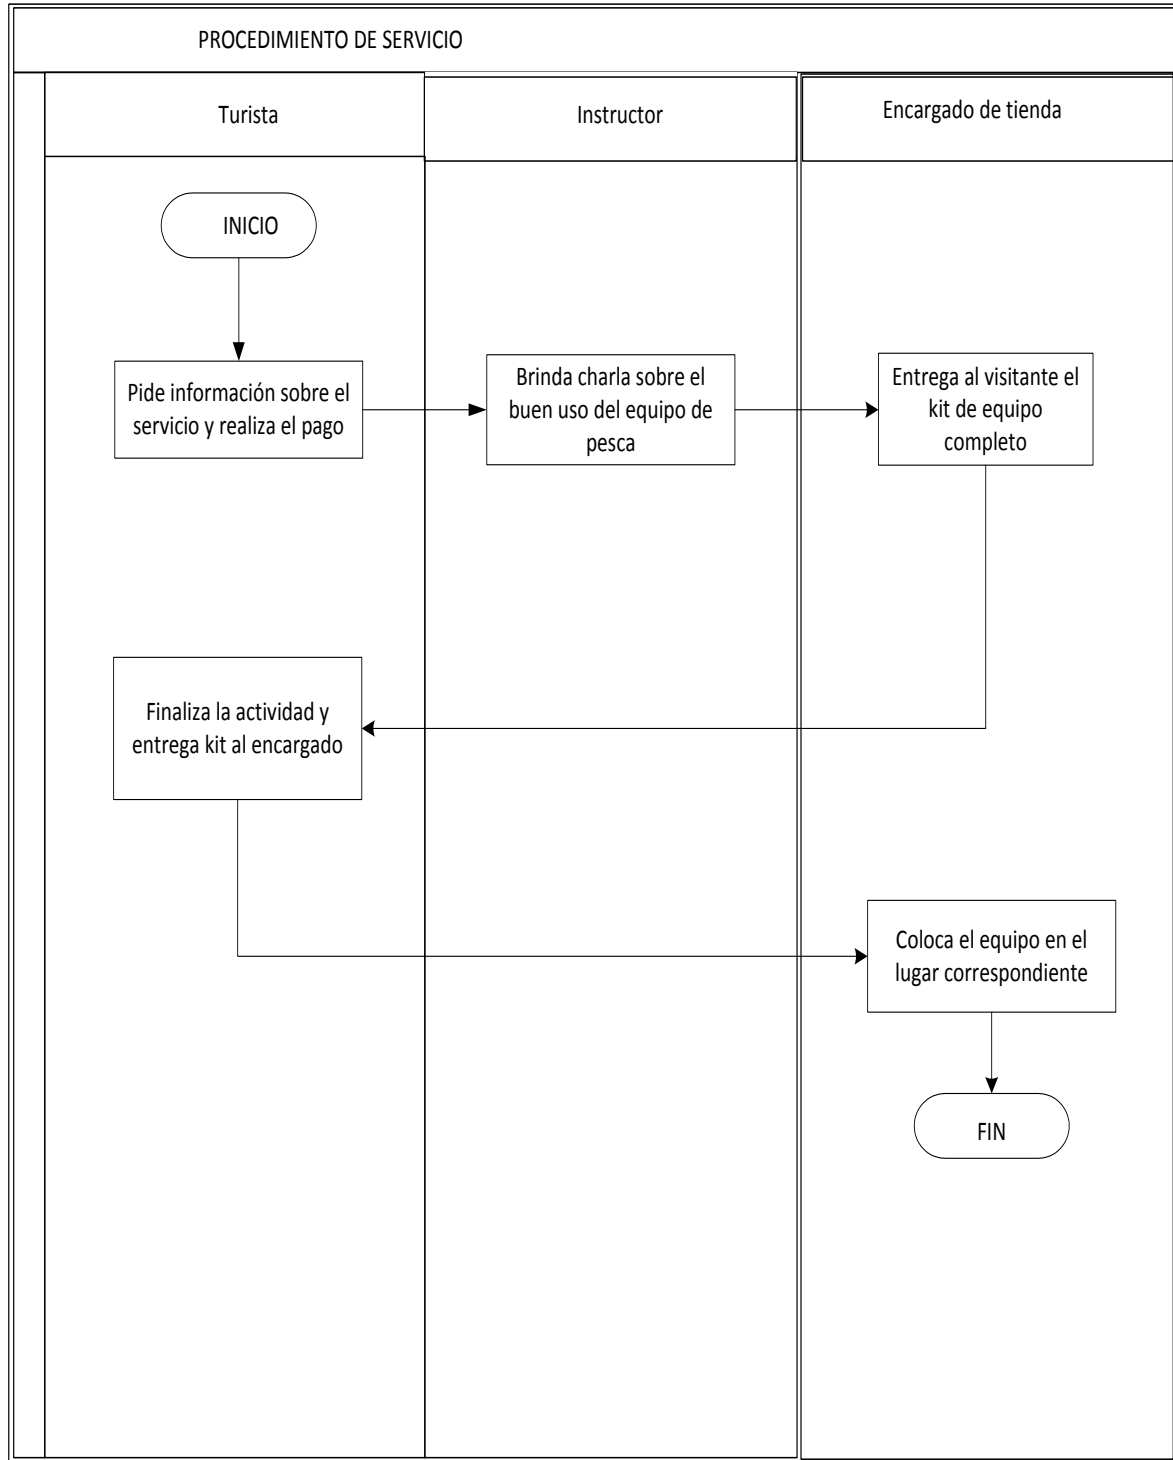 PROCEDIMIENTO DE SERVICIO
Turista
Instructor
Encargado de tienda
INICIO
Pide información sobre el
servicio y realiza el pago
Brinda charla sobre el
buen uso del equipo de
pesca
Entrega al visitante el
kit de equipo
completo
Finaliza la actividad y
entrega kit al encargado
Coloca el equipo en el
lugar correspondiente
FIN